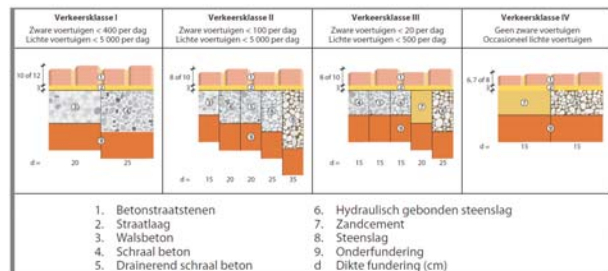 Verkeersklasse I
Zware voertuigen < 400 per dag
Lichte voertuigen < 5 000 per dag
Verkeersklasse II
Zware voertuigen < 100 per dag
Lichte voertuigen < 5 000 per dag
Verkeersklasse III
Zware voertuigen < 20 per dag
Lichte voertuigen < 500 per dag
Verkeersklasse IV
Geen zware voertuigen
Occasioneel lichte voertuigen
10 of 12
3
8 of 10
3
8 of 10
3
6, 7 of 8
3
d = 20 25
d = 15 20 20 25 35
d = 15 15 15 20 25
d = 15 15
1. Betonstraatstenen
2. Straatlaag
3. Walsbeton
4. Schraal beton
5. Drainerend schraal beton
6. Hydraulisch gebonden steenslag
7. Zandcement
8. Steenslag
9. Onderfundering
d Dikte fundering (cm)